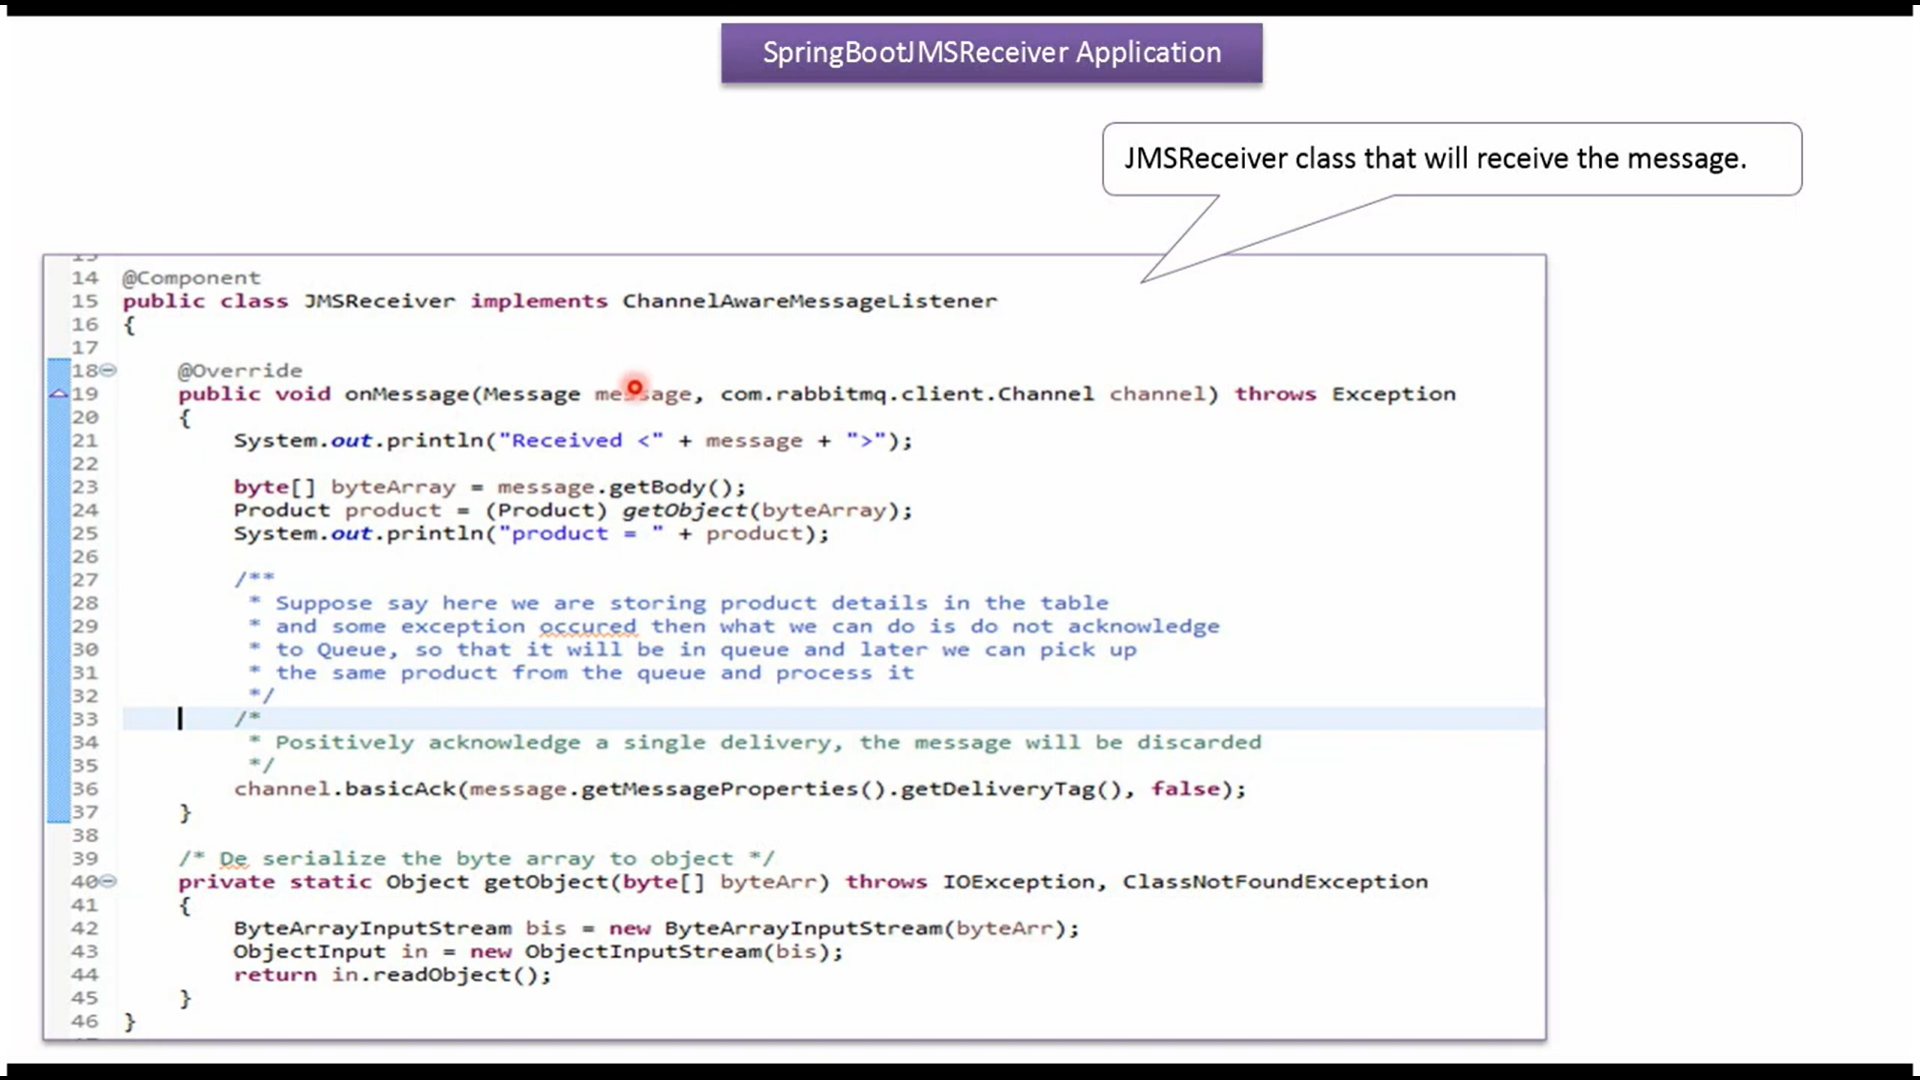 SpringBootJMSReceiver Application
JMSReceiver class that will receive the message.
14 @Component
15 public class JMSReceiver implements ChannelAwareMessageListener
16 {
17
18 @Override
19 public void onMessage(Message message, com.rabbitmq.client.Channel channel) throws Exception
20 {
21 System.out.println("Received <" + message + ">");
22
23 byte[] byteArray = message.getBody();
24 Product product = (Product) getObject(byteArray);
25 System.out.println("product = " + product);
26
27 /**
28 * Suppose say here we are storing product details in the table
29 * and some exception occured then what we can do is do not acknowledge
30 * to Queue, so that it will be in queue and later we can pick up
31 * the same product from the queue and process it
32 */
33 /*
34 * Positively acknowledge a single delivery, the message will be discarded
35 */
36 channel.basicAck(message.getMessageProperties().getDeliveryTag(), false);
37 }
38
39 /* De serialize the byte array to object */
40 private static Object getObject(byte[] byteArr) throws IOException, ClassNotFoundException
41 {
42 ByteArrayInputStream bis = new ByteArrayInputStream(byteArr);
43 ObjectInput in = new ObjectInputStream(bis);
44 return in.readObject();
45 }
46 }